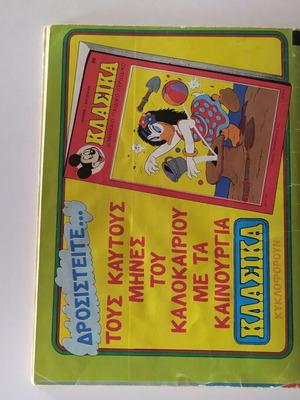 ΚΛΑΣΙΚΑ
ΔΡΟΣΙΣΤΕΙΤΕ...
ΤΟΥΣ ΚΑΥΤΟΥΣ
ΜΗΝΕΣ
ΤΟΥ
ΚΑΛΟΚΑΙΡΙΟΥ
ΜΕ ΤΑ
ΚΑΙΝΟΥΡΓΙΑ
ΚΛΑΣΙΚΑ
ΚΥΚΛΟΦΟΡΟΥΝ